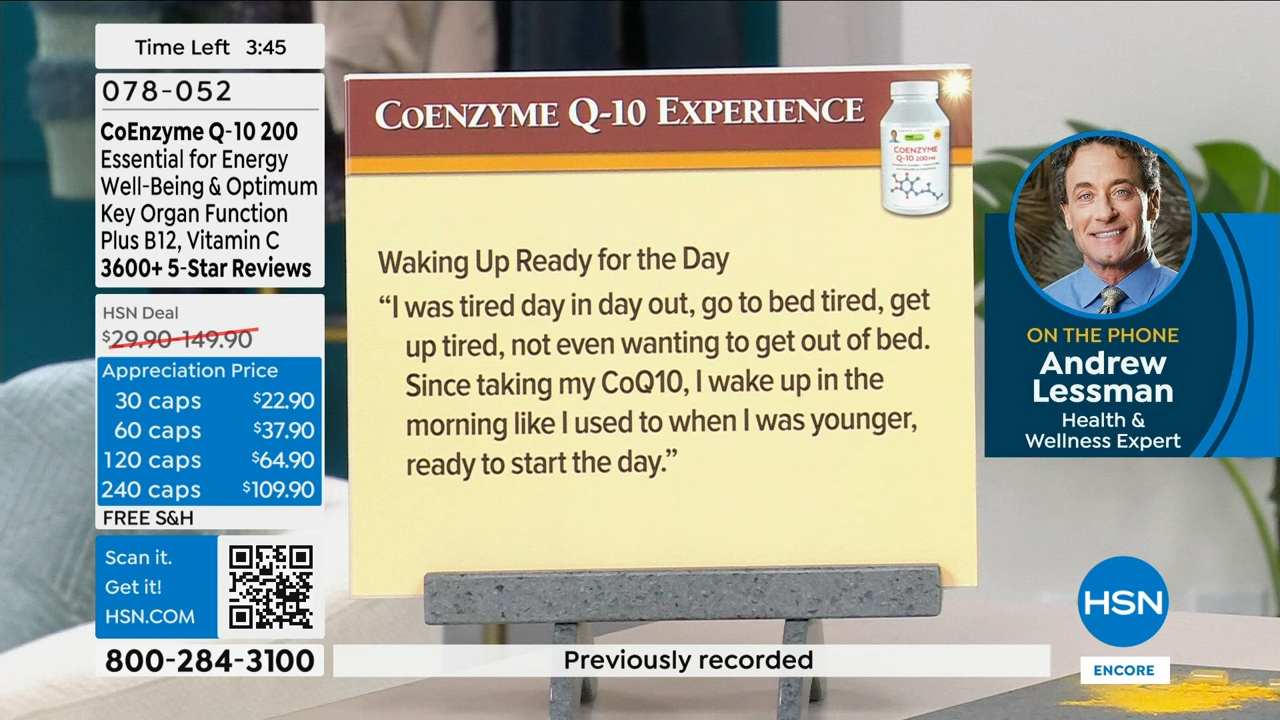 Time Left 3:45
078-052
CoEnzyme Q-10 200
Essential for Energy
Well-Being & Optimum
Key Organ Function
Plus B12, Vitamin C
3600+ 5-Star Reviews
HSN Deal
$29.90-149.90
Appreciation Price
30 caps $22.90
60 caps $37.90
120 caps $64.90
240 caps $109.90
FREE S&H
Scan it.
Get it!
HSN.COM
800-284-3100
COENZYME Q-10 EXPERIENCE
COENZYME
Q-10 200
Waking Up Ready for the Day
“I was tired day in day out, go to bed tired, get
up tired, not even wanting to get out of bed.
Since taking my CoQ10, I wake up in the
morning like I used to when I was younger,
ready to start the day.”
ON THE PHONE
Andrew
Lessman
Health &
Wellness Expert
HSN
ENCORE
Previously recorded